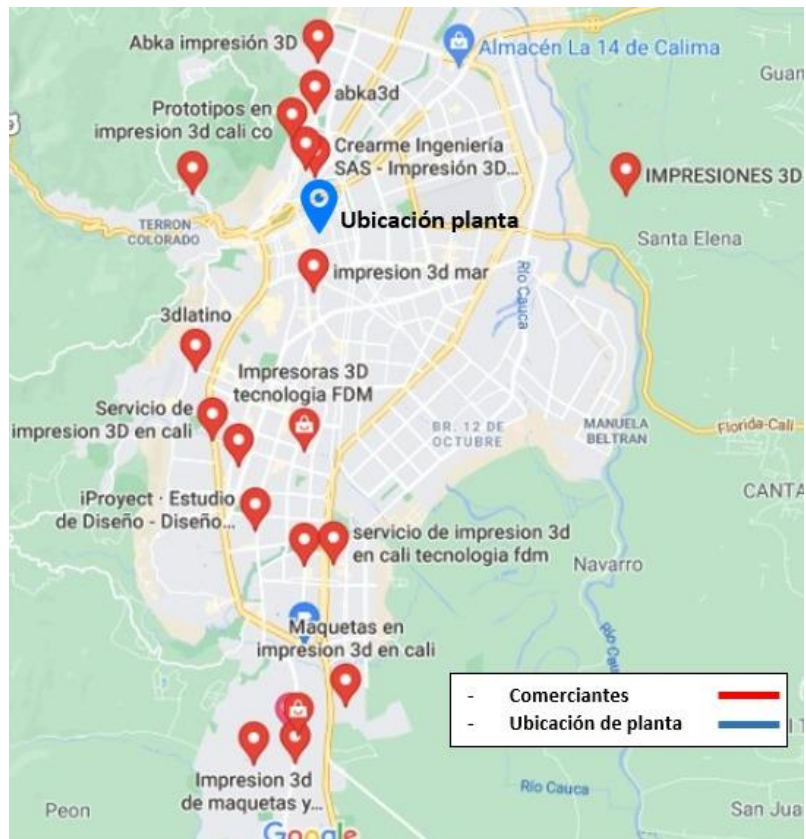 Abka impresión 3D
Almacén La 14 de Calima
Guan
abka3d
Prototipos en
impresion 3d cali co
Crearme Ingeniería
SAS - Impresión 3D...
IMPRESIONES 3D
Ubicación planta
TERRON
COLORADO
Santa Elena
impresion 3d mar
Río Cauca
3dlatino
Impresoras 3D
tecnologia FDM
Servicio de
impresion 3D en cali
BR. 12 DE
OCTUBRE
MANUELA
BELTRAN
Florida-Cali
iProyect · Estudio
de Diseño - Diseño...
CANTA
servicio de impresion 3d
en cali tecnologia fdm
Navarro
Maquetas en
impresion 3d en cali
Río Cau
- Comerciantes
- Ubicación de planta
Impresion 3d
de maquetas y...
Río Cauca
Peon
San Jua
Google